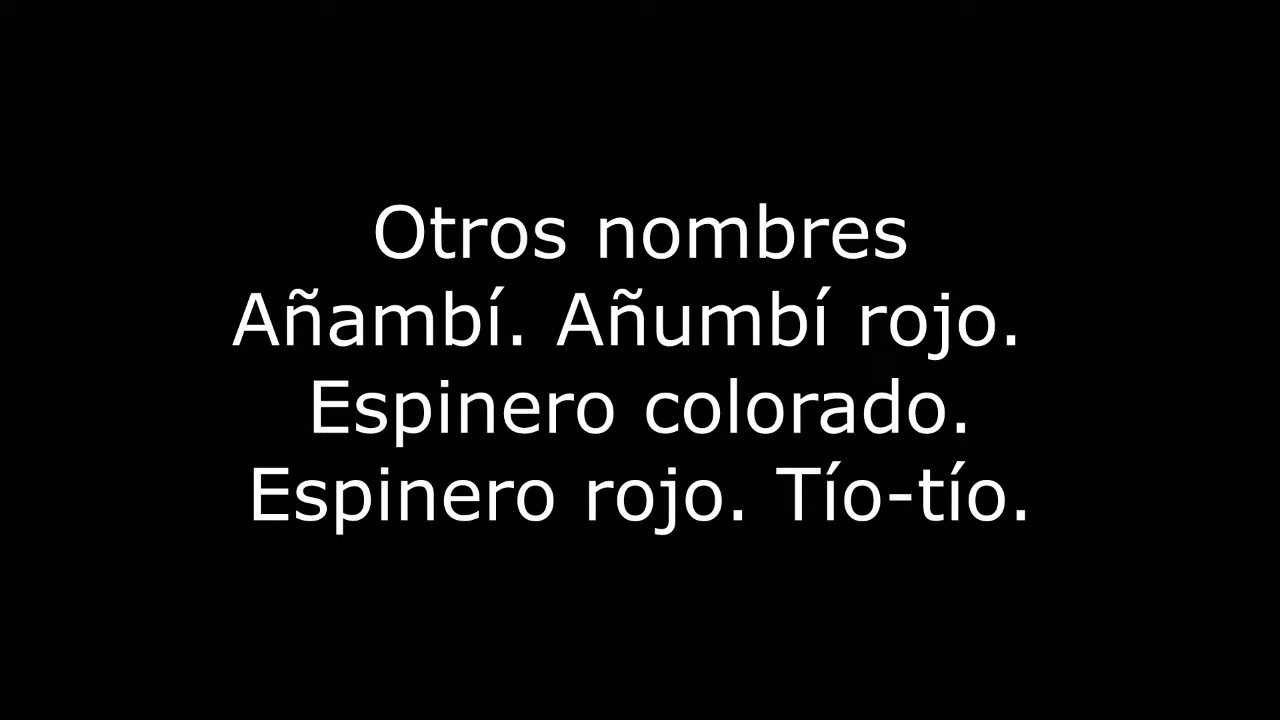 Otros nombres
Añambí. Añumbí rojo.
Espinero colorado.
Espinero rojo. Tío-tío.